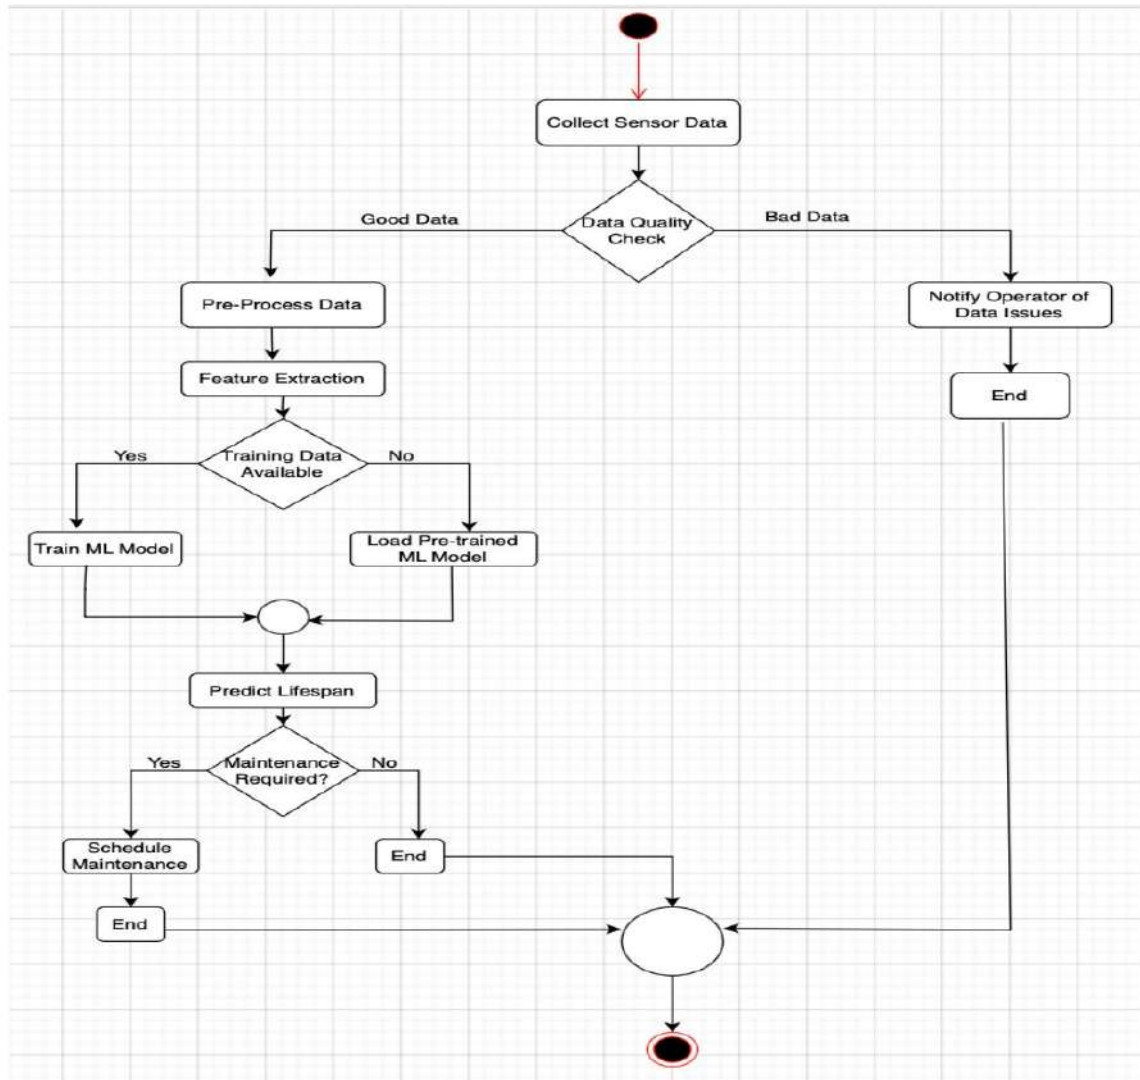 Collect Sensor Data
Good Data
Data Quality
Check
Bad Data
Pre-Process Data
Notify Operator of
Data Issues
Feature Extraction
End
Yes
Training Data
Available
No
Train ML Model
Load Pre-trained
ML Model
Predict Lifespan
Yes
Maintenance
Required?
No
Schedule
Maintenance
End
End